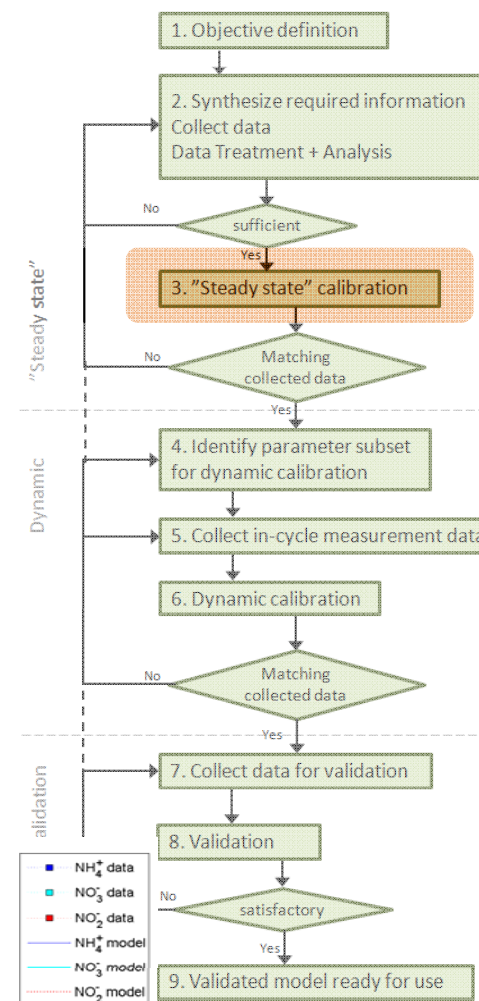 1. Objective definition
2. Synthesize required information
Collect data
Data Treatment + Analysis
No
sufficient
Yes
3. ”Steady state” calibration
No
Matching
collected data
Yes
”Steady state”
4. Identify parameter subset
for dynamic calibration
Dynamic
5. Collect in-cycle measurement data
6. Dynamic calibration
No
Matching
collected data
Yes
7. Collect data for validation
alidation
8. Validation
No
satisfactory
Yes
9. Validated model ready for use
NH₄⁺ data
NO₃⁻ data
NO₂⁻ data
NH₄⁺ model
NO₃⁻ model
NO₂⁻ model